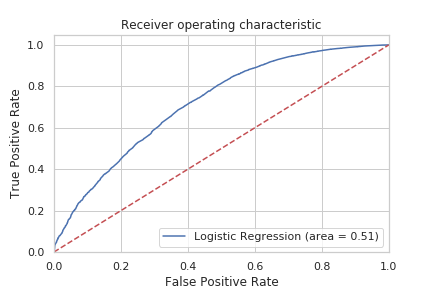 Receiver operating characteristic
True Positive Rate
1.0
0.8
0.6
0.4
0.2
0.0
Logistic Regression (area = 0.51)
0.0 0.2 0.4 0.6 0.8 1.0
False Positive Rate